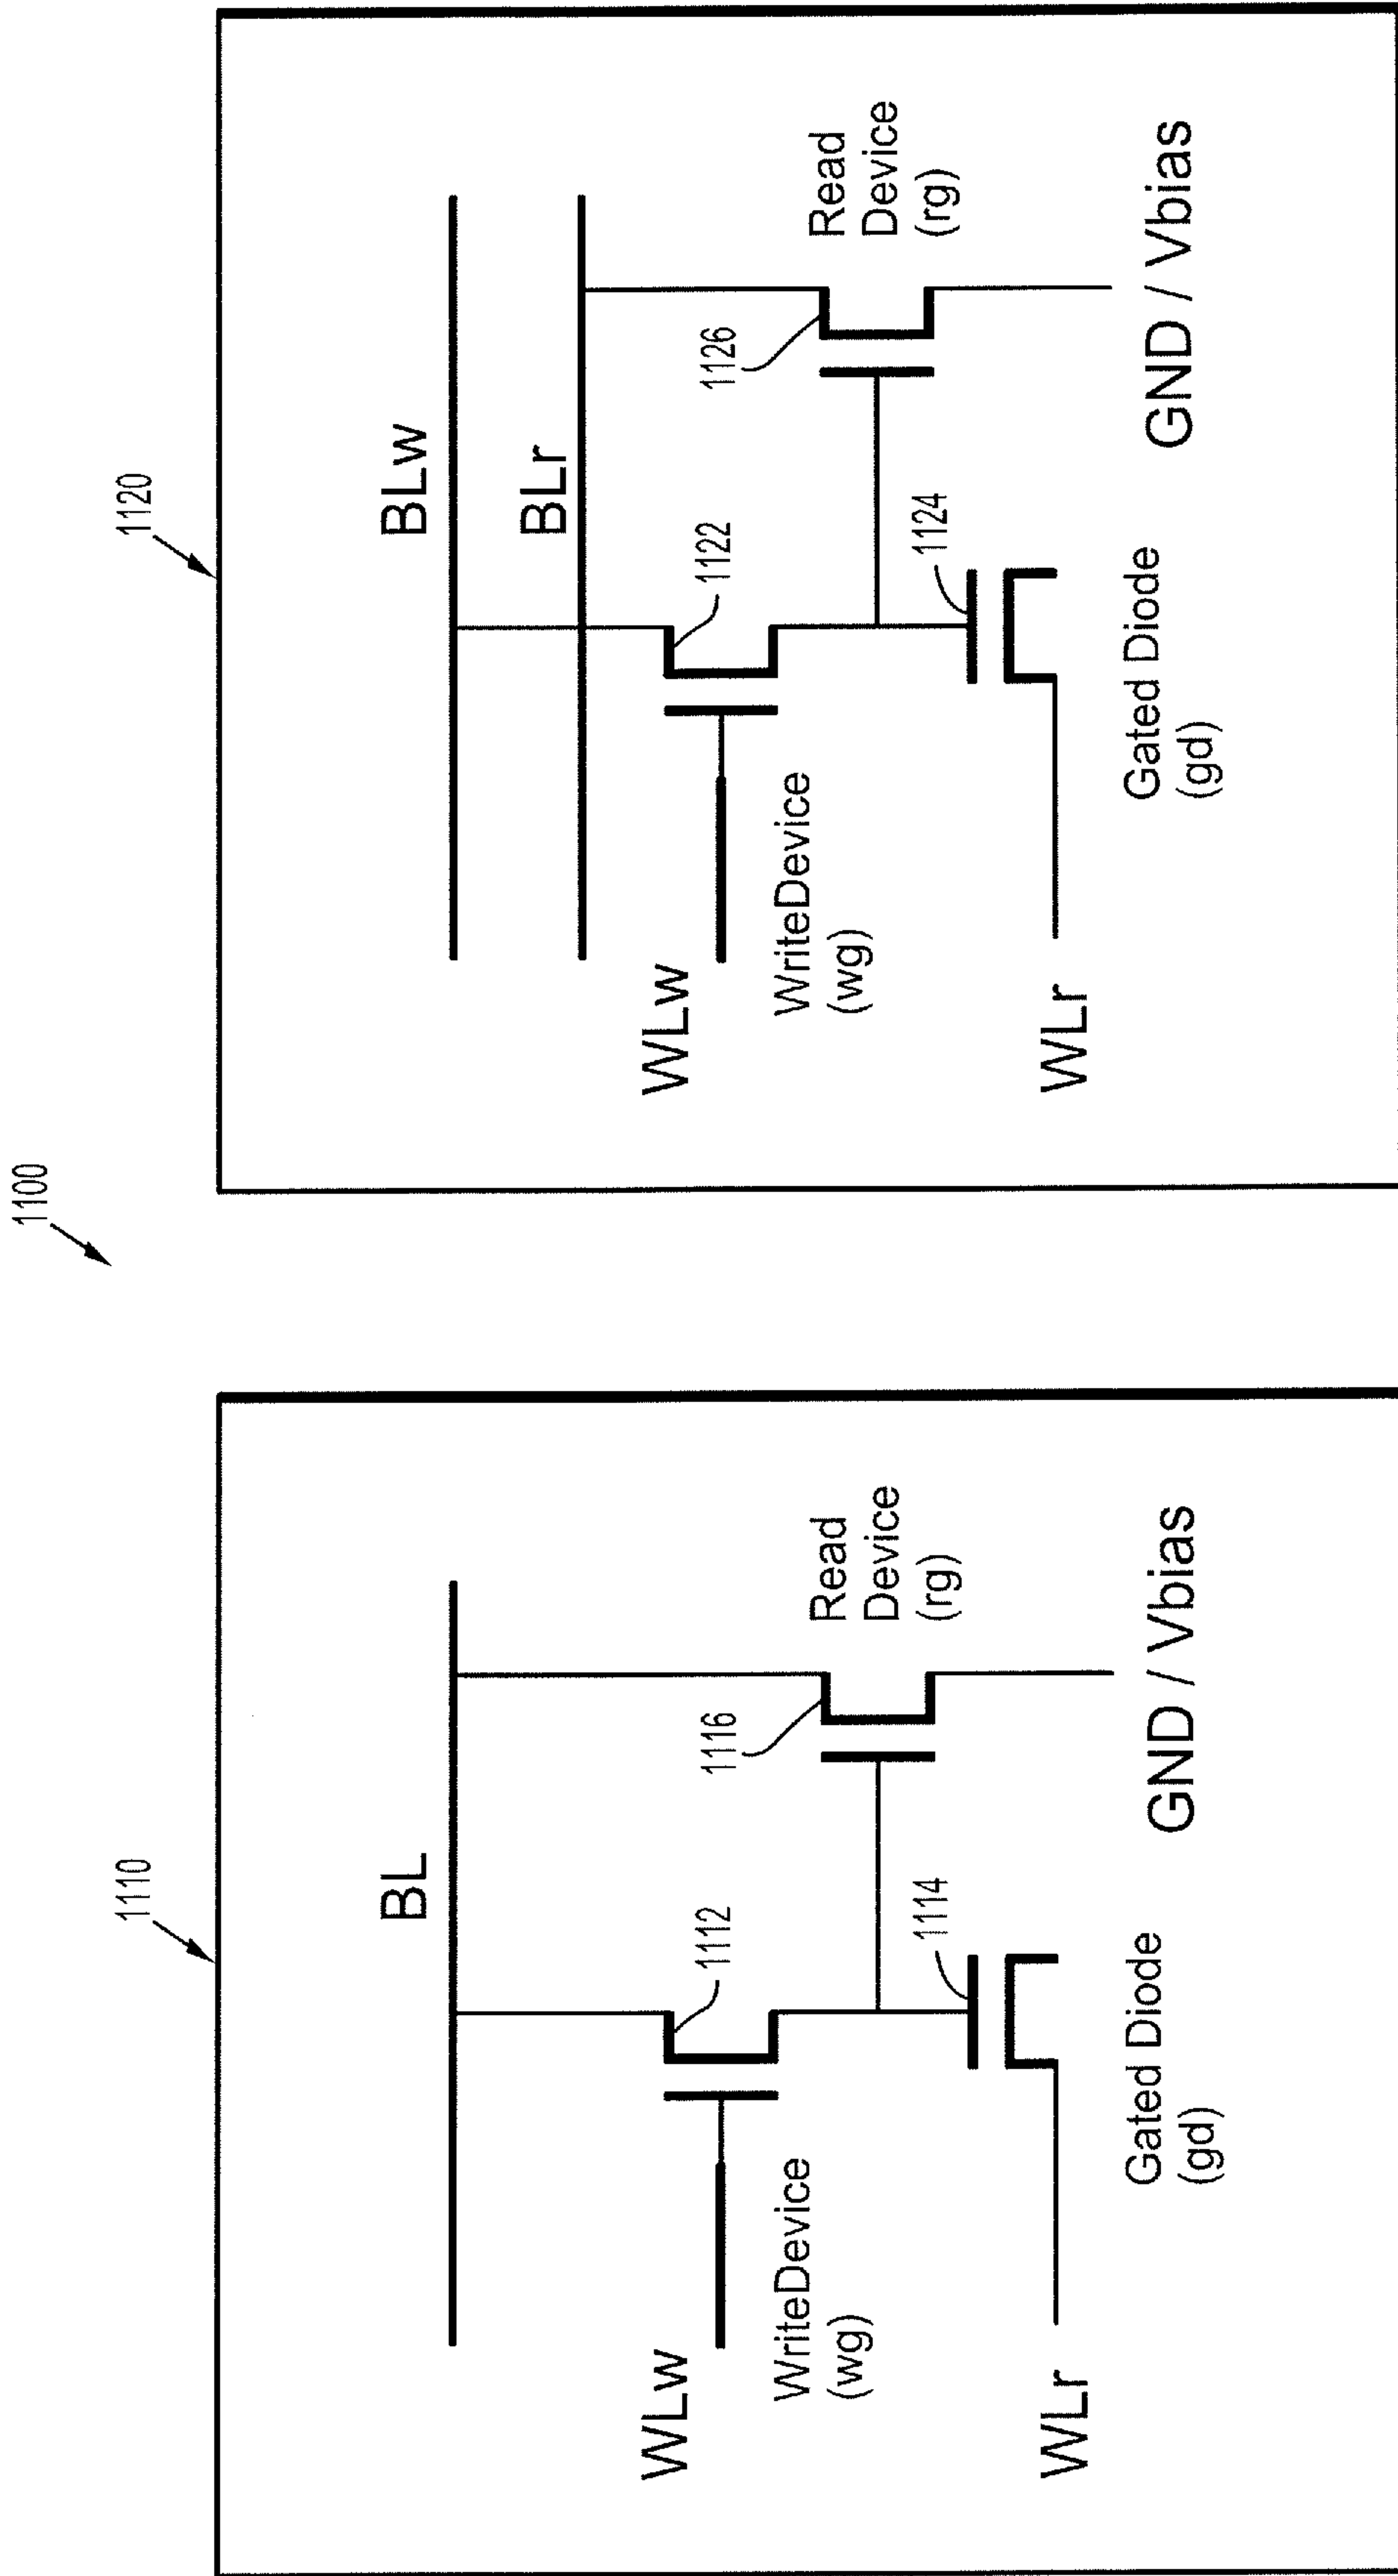 1100
1110
BL
1112
WLw
WriteDevice
(wg)
1116
Read
Device
(rg)
1114
WLr
Gated Diode
(gd)
GND / Vbias
1120
BLw
BLr
1122
WLw
WriteDevice
(wg)
1126
Read
Device
(rg)
1124
WLr
Gated Diode
(gd)
GND / Vbias